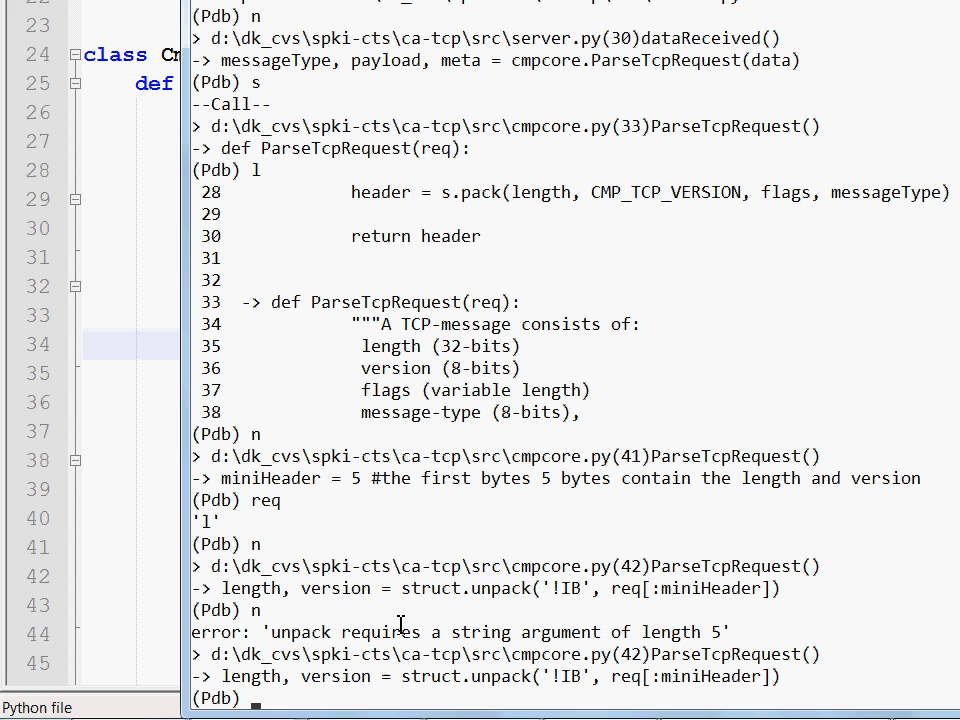 23
24 class Cm
25 def
26
27
28
29
30
31
32
33
34
35
36
37
38
39
40
41
42
43
44
45
Python file
(Pdb) n
> d:\dk_cvs\spki-cts\ca-tcp\src\server.py(30)dataReceived()
-> messageType, payload, meta = cmpcore.ParseTcpRequest(data)
(Pdb) s
--Call--
> d:\dk_cvs\spki-cts\ca-tcp\src\cmpcore.py(33)ParseTcpRequest()
-> def ParseTcpRequest(req):
(Pdb) l
28 header = s.pack(length, CMP_TCP_VERSION, flags, messageType)
29
30 return header
31
32
33 -> def ParseTcpRequest(req):
34 """A TCP-message consists of:
35 length (32-bits)
36 version (8-bits)
37 flags (variable length)
38 message-type (8-bits),
(Pdb) n
> d:\dk_cvs\spki-cts\ca-tcp\src\cmpcore.py(41)ParseTcpRequest()
-> miniHeader = 5 #the first bytes 5 bytes contain the length and version
(Pdb) req
'l'
(Pdb) n
> d:\dk_cvs\spki-cts\ca-tcp\src\cmpcore.py(42)ParseTcpRequest()
-> length, version = struct.unpack('!IB', req[:miniHeader])
(Pdb) n
error: 'unpack requires a string argument of length 5'
> d:\dk_cvs\spki-cts\ca-tcp\src\cmpcore.py(42)ParseTcpRequest()
-> length, version = struct.unpack('!IB', req[:miniHeader])
(Pdb)